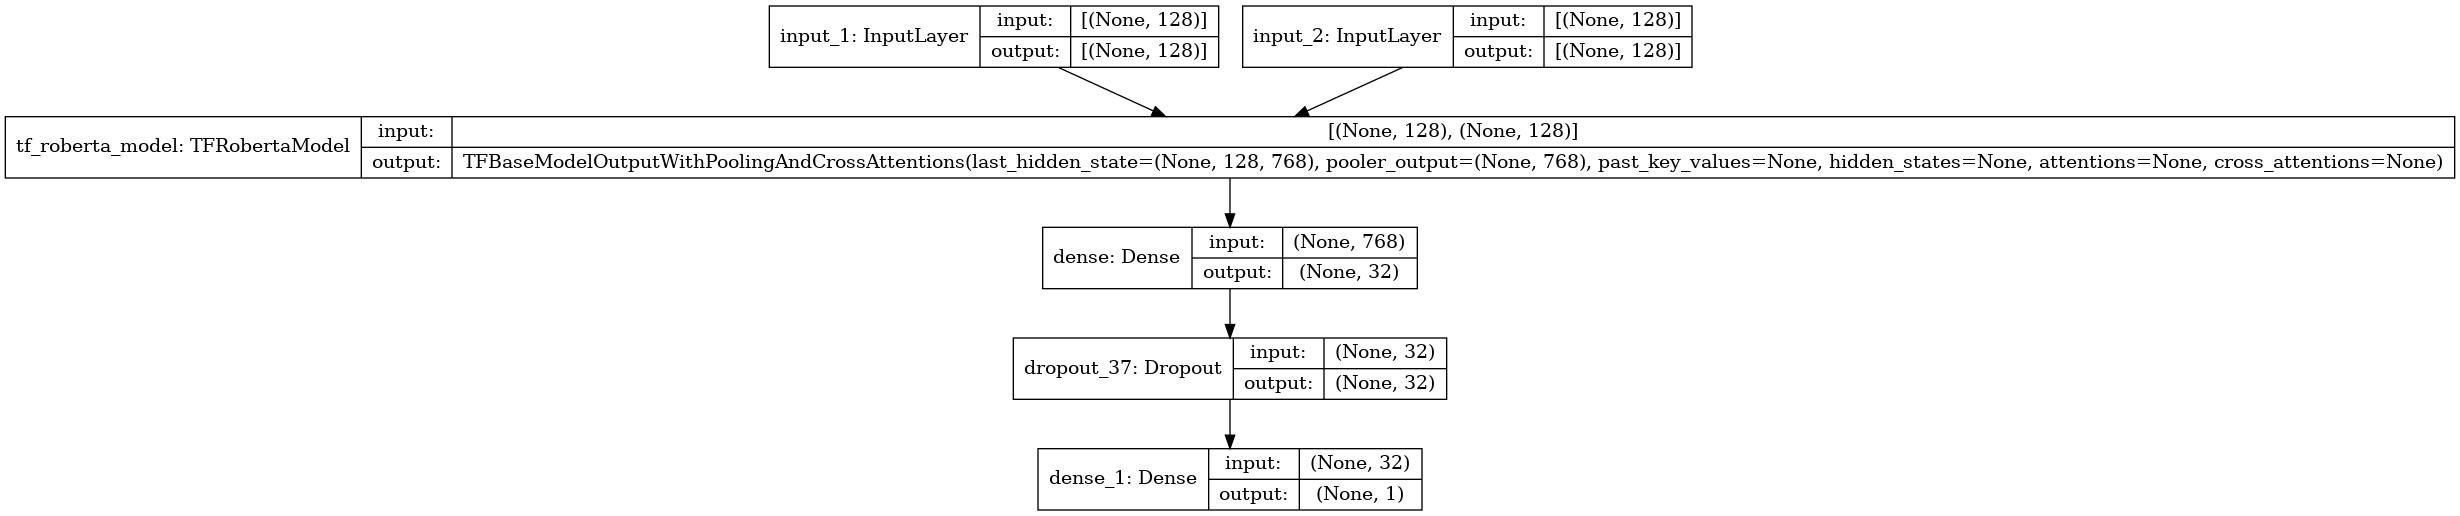 input_1: InputLayer
input: [(None, 128)]
output: [(None, 128)]
input_2: InputLayer
input: [(None, 128)]
output: [(None, 128)]
tf_roberta_model: TFRobertaModel
input: [(None, 128), (None, 128)]
output: TFBaseModelOutputWithPoolingAndCrossAttentions(last_hidden_state=(None, 128, 768), pooler_output=(None, 768), past_key_values=None, hidden_states=None, attentions=None, cross_attentions=None)
dense: Dense
input: (None, 768)
output: (None, 32)
dropout_37: Dropout
input: (None, 32)
output: (None, 32)
dense_1: Dense
input: (None, 32)
output: (None, 1)